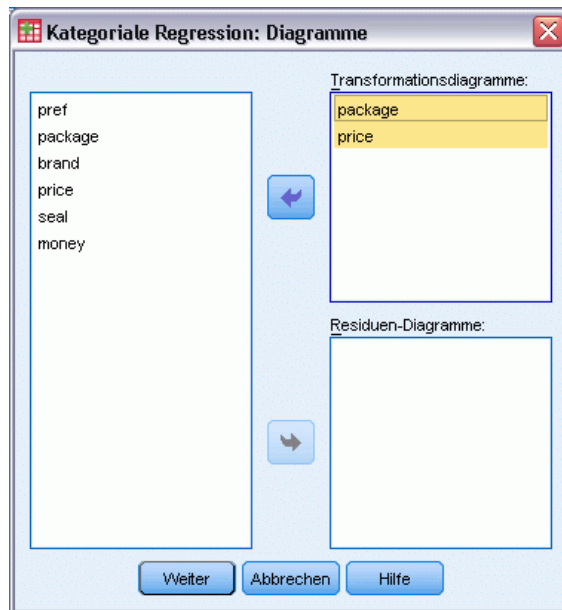 Kategoriale Regression: Diagramme
pref
package
brand
price
seal
money
Transformationsdiagramme:
package
price
Residuen-Diagramme:
Weiter
Abbrechen
Hilfe